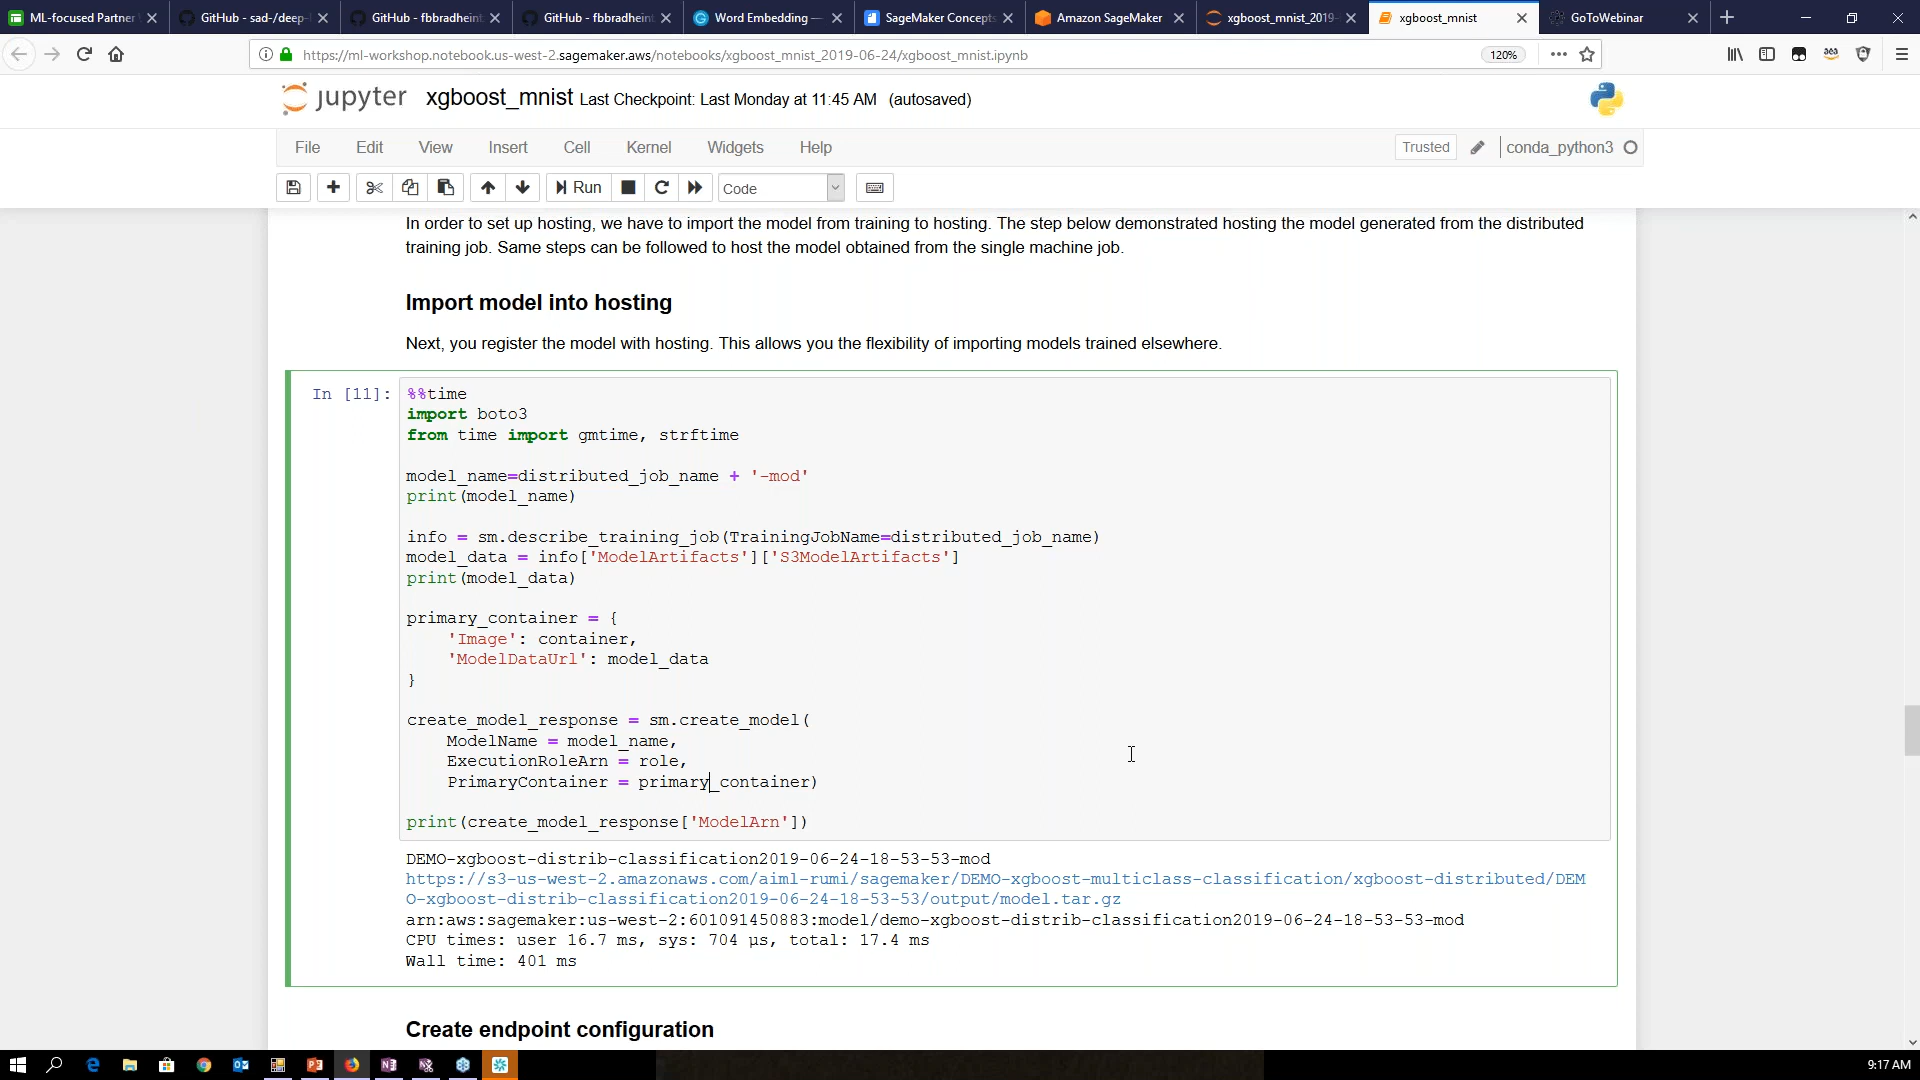 ML-focused Partner
GitHub - sad-/deep-
GitHub - fbbradheint
GitHub - fbbradheint
Word Embedding —
SageMaker Concepts
Amazon SageMaker
xgboost_mnist_2019-
xgboost_mnist
GoToWebinar
https://ml-workshop.notebook.us-west-2.sagemaker.aws/notebooks/xgboost_mnist_2019-06-24/xgboost_mnist.ipynb
120%
jupyter xgboost_mnist Last Checkpoint: Last Monday at 11:45 AM (autosaved)
File Edit View Insert Cell Kernel Widgets Help
Trusted conda_python3
Run Code
In order to set up hosting, we have to import the model from training to hosting. The step below demonstrated hosting the model generated from the distributed
training job. Same steps can be followed to host the model obtained from the single machine job.
Import model into hosting
Next, you register the model with hosting. This allows you the flexibility of importing models trained elsewhere.
In [11]: %%time
import boto3
from time import gmtime, strftime
model_name=distributed_job_name + '-mod'
print(model_name)
info = sm.describe_training_job(TrainingJobName=distributed_job_name)
model_data = info['ModelArtifacts']['S3ModelArtifacts']
print(model_data)
primary_container = {
'Image': container,
'ModelDataUrl': model_data
}
create_model_response = sm.create_model(
ModelName = model_name,
ExecutionRoleArn = role,
PrimaryContainer = primary_container)
print(create_model_response['ModelArn'])
DEMO-xgboost-distrib-classification2019-06-24-18-53-53-mod
https://s3-us-west-2.amazonaws.com/aiml-rumi/sagemaker/DEMO-xgboost-multiclass-classification/xgboost-distributed/DEM
O-xgboost-distrib-classification2019-06-24-18-53-53/output/model.tar.gz
arn:aws:sagemaker:us-west-2:601091450883:model/demo-xgboost-distrib-classification2019-06-24-18-53-53-mod
CPU times: user 16.7 ms, sys: 704 µs, total: 17.4 ms
Wall time: 401 ms
Create endpoint configuration
9:17 AM